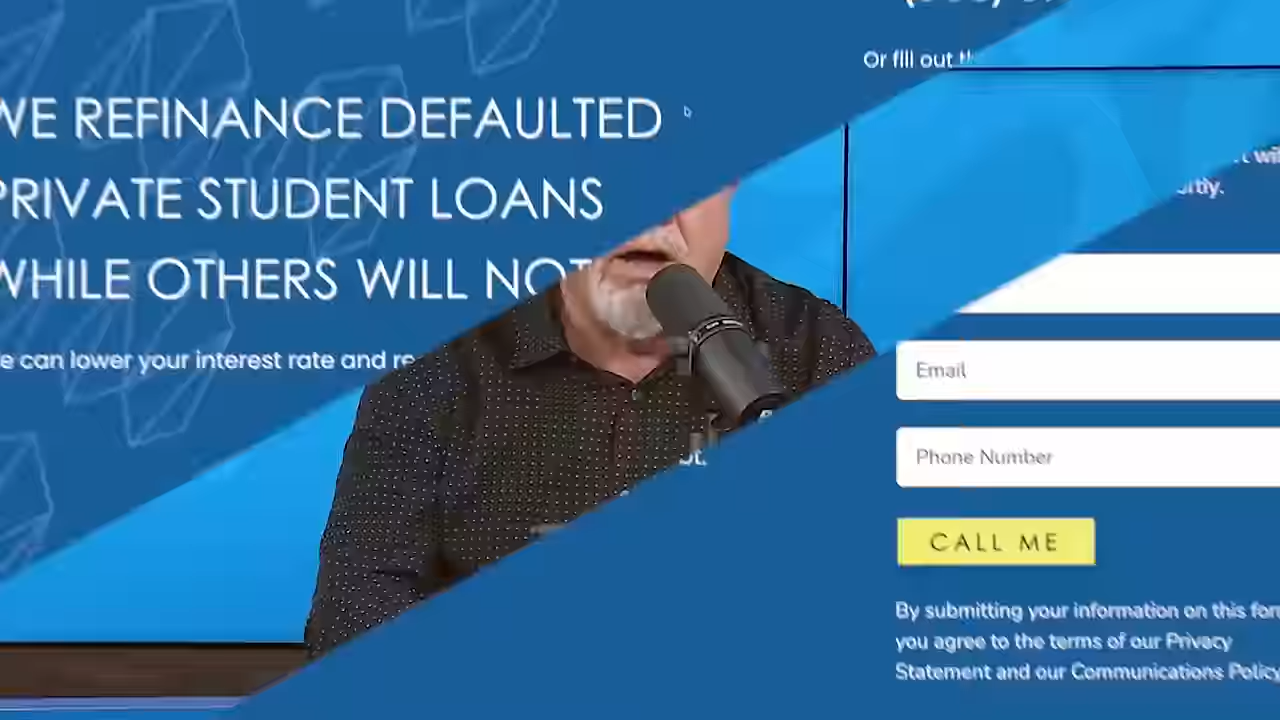 Or fill out
WE REFINANCE DEFAULTED
PRIVATE STUDENT LOANS
WHILE OTHERS WILL NOT
e can lower your interest rate and re
Email
Phone Number
CALL ME
By submitting your information on this for
you agree to the terms of our Privacy
Statement and our Communications Policy